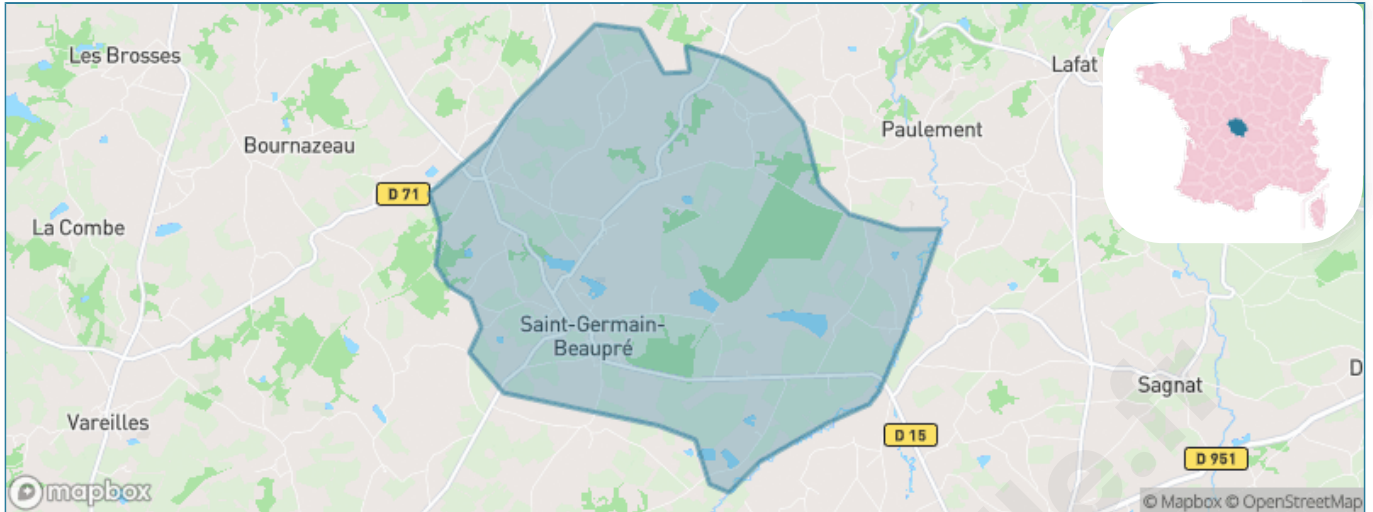 Les Brosses
Lafat
Paulement
Bournazeau
D 71
La Combe
Saint-Germain-
Beaupré
D
Sagnat
Vareilles
D 15
D 951
mapbox
© Mapbox © OpenStreetMap